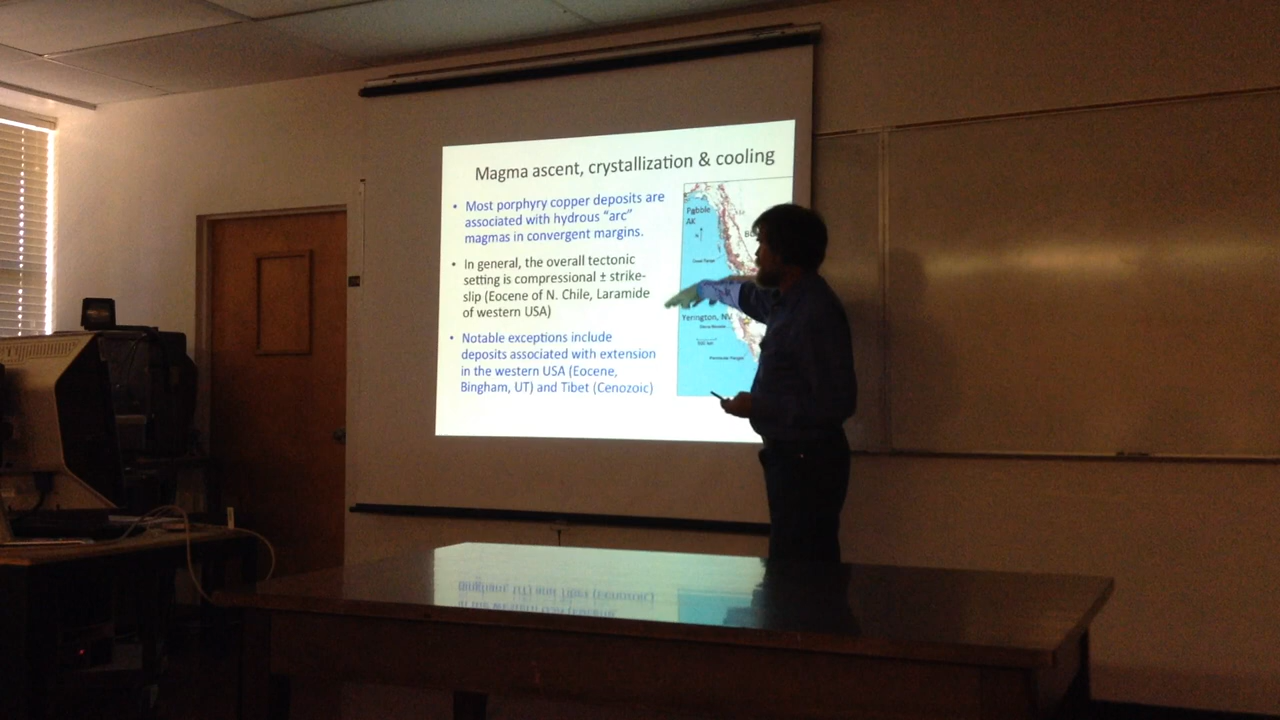 Magma ascent, crystallization & cooling
• Most porphyry copper deposits are
associated with hydrous "arc"
magmas in convergent margins.
• In general, the overall tectonic
setting is compressional ± strike-
slip (Eocene of N. Chile, Laramide
of western USA)
• Notable exceptions include
deposits associated with extension
in the western USA (Eocene,
Bingham, UT) and Tibet (Cenozoic)
Pebble
AK
Yerington, NV